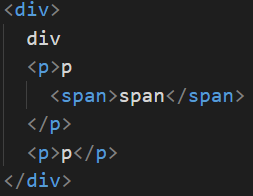 <div>
  div
  <p>p
    <span>span</span>
  </p>
  <p>p</p>
</div>